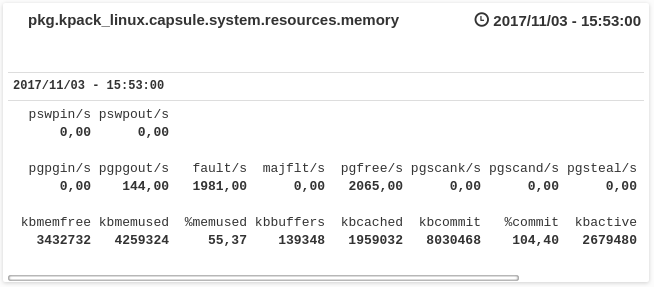 pkg.kpack_linux.capsule.system.resources.memory 2017/11/03 - 15:53:00
2017/11/03 - 15:53:00
pswpin/s pswpout/s
0,00 0,00
pgpgin/s pgpgout/s fault/s majflt/s pgfree/s pgscank/s pgscand/s pgsteal/s
0,00 144,00 1981,00 0,00 2065,00 0,00 0,00 0,00
kbmemfree kbmemused %memused kbbuffers kbcached kbcommit %commit kbactive
3432732 4259324 55,37 139348 1959032 8030468 104,40 2679480